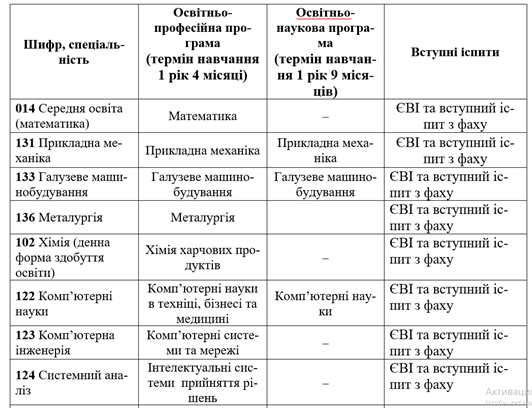 Шифр, спеціаль-
ність
Освітньо-
професійна про-
грама
(термін навчання
1 рік 4 місяці)
Освітньо-
наукова програ-
ма
(термін навчан-
ня 1 рік 9 міся-
ців)
Вступні іспити
014 Середня освіта
(математика)
Математика
–
ЄВІ та вступний іс-
пит з фаху
131 Прикладна ме-
ханіка
Прикладна механіка
Прикладна меха-
ніка
ЄВІ та вступний іс-
пит з фаху
133 Галузеве маши-
нобудування
Галузеве машино-
будування
Галузеве машино-
будування
ЄВІ та вступний іс-
пит з фаху
136 Металургія
Металургія
ЄВІ та вступний іс-
пит з фаху
102 Хімія (денна
форма здобуття
освіти)
Хімія харчових про-
дуктів
–
ЄВІ та вступний іс-
пит з фаху
122 Комп’ютерні
науки
Комп’ютерні науки
в техніці, бізнесі та
медицині
Комп’ютерні нау-
ки
ЄВІ та вступний іс-
пит з фаху
123 Комп’ютерна
інженерія
Комп’ютерні систе-
ми та мережі
–
ЄВІ та вступний іс-
пит з фаху
124 Системний ана-
ліз
Інтелектуальні сис-
теми прийняття рі-
шень
–
ЄВІ та вступний іс-
пит з фаху